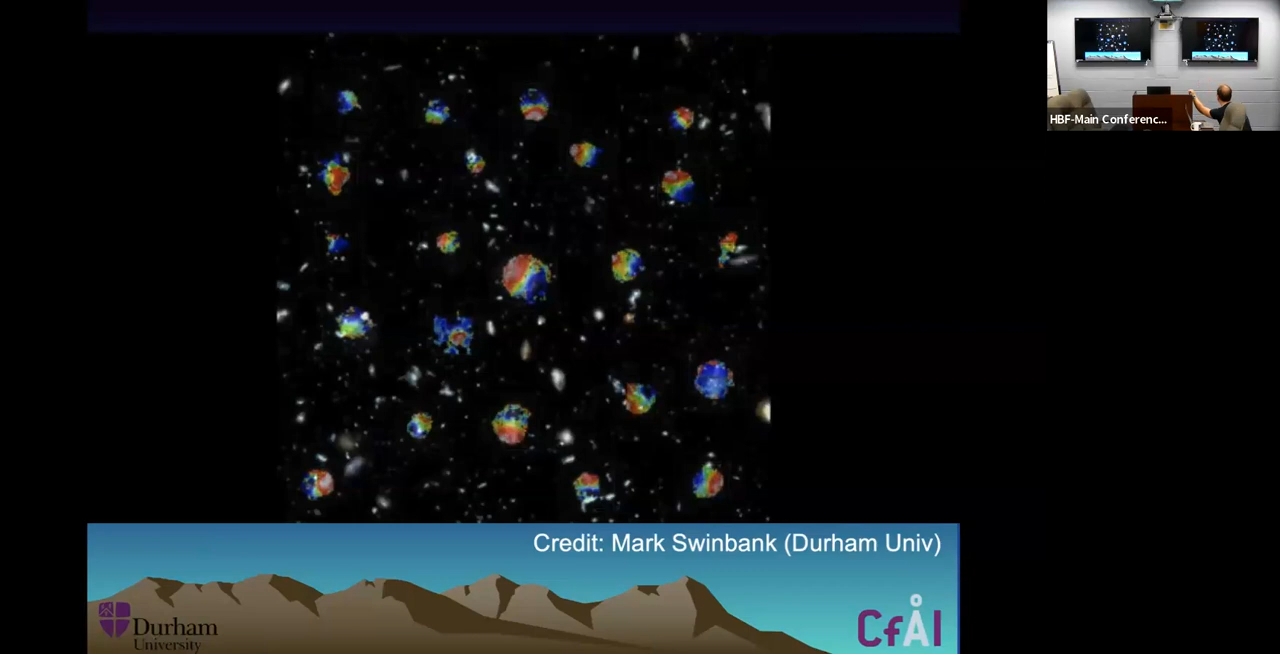 HBF-Main Conferenc...
Credit: Mark Swinbank (Durham Univ)
Durham
University
CfAI